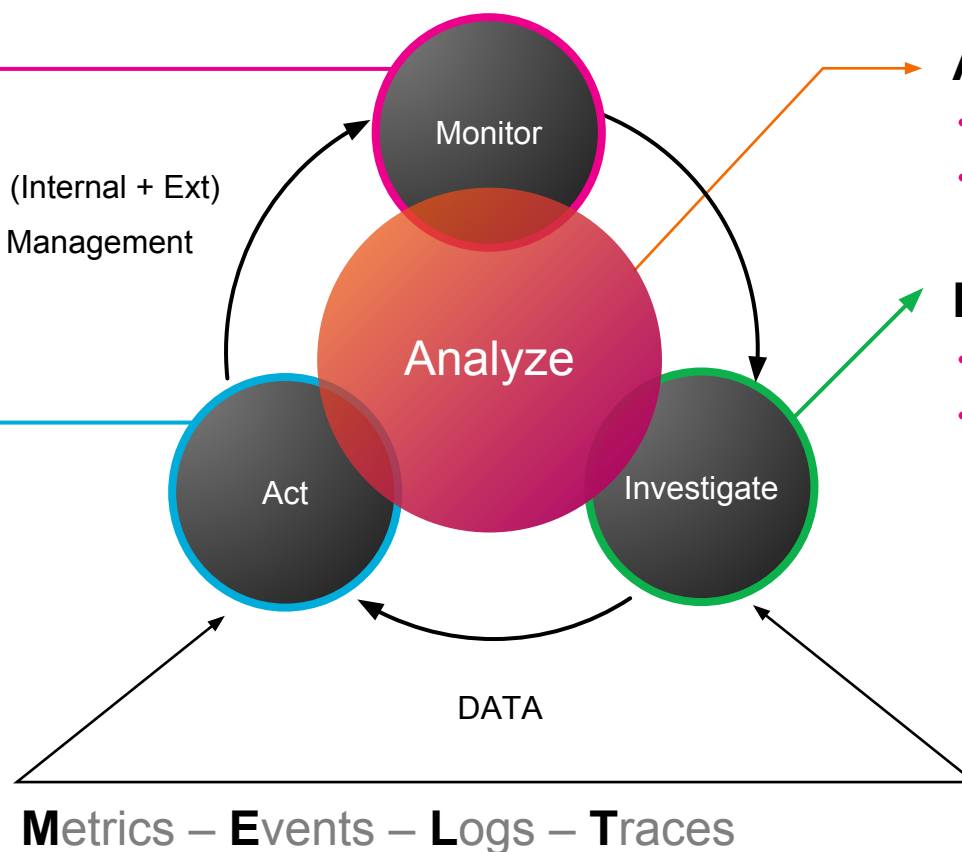 Monitor
(Internal + Ext)
Management
Analyze
Act
Investigate
DATA
Metrics – Events – Logs – Traces